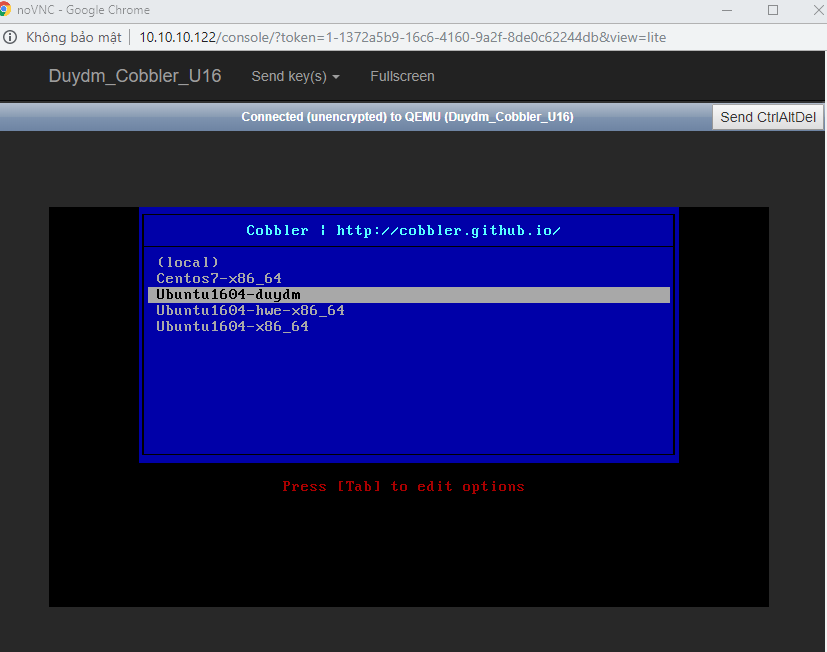 noVNC - Google Chrome
Không bảo mật | 10.10.10.122/console/?token=1-1372a5b9-16c6-4160-9a2f-8de0c62244db&view=lite
Duydm_Cobbler_U16 Send key(s) Fullscreen
Connected (unencrypted) to QEMU (Duydm_Cobbler_U16) Send CtrlAltDel
Cobbler | http://cobbler.github.io/
(local)
Centos7-x86_64
Ubuntu1604-duydm
Ubuntu1604-hwe-x86_64
Ubuntu1604-x86_64
Press [Tab] to edit options